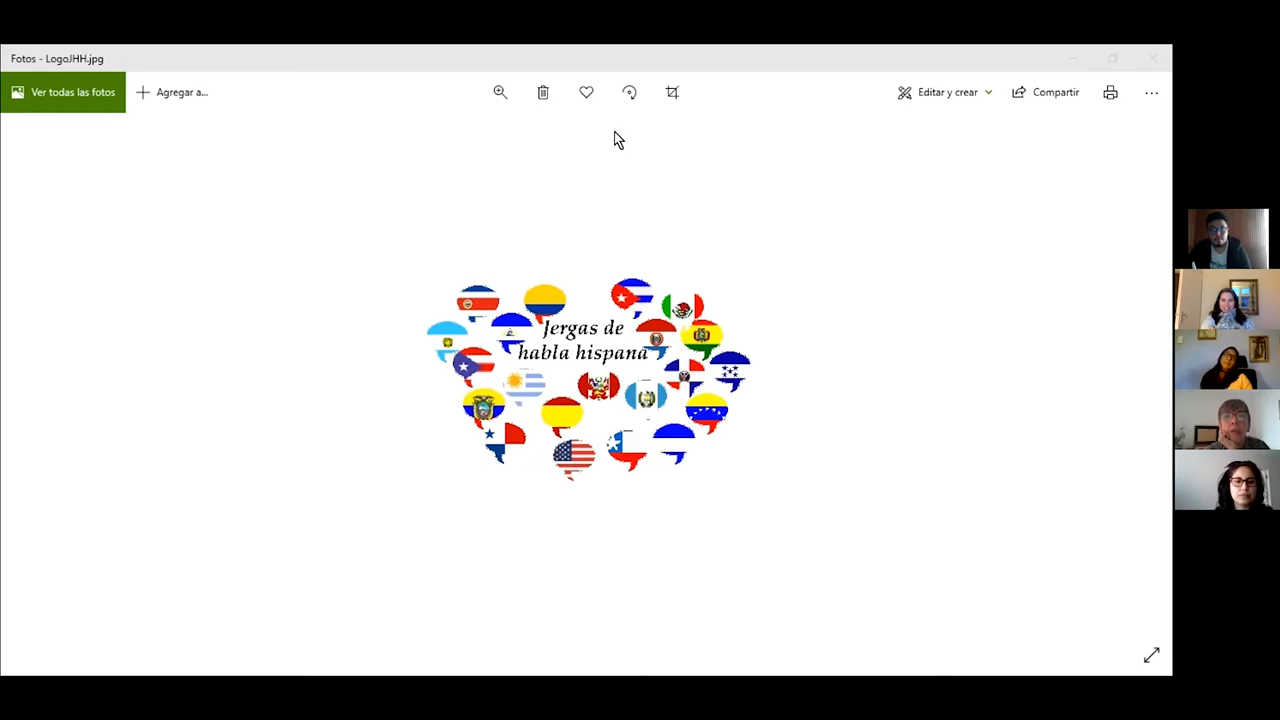 Fotos - LogoJHH.jpg
Ver todas las fotos
Agregar a...
Editar y crear
Compartir
Jergas de
habla hispana